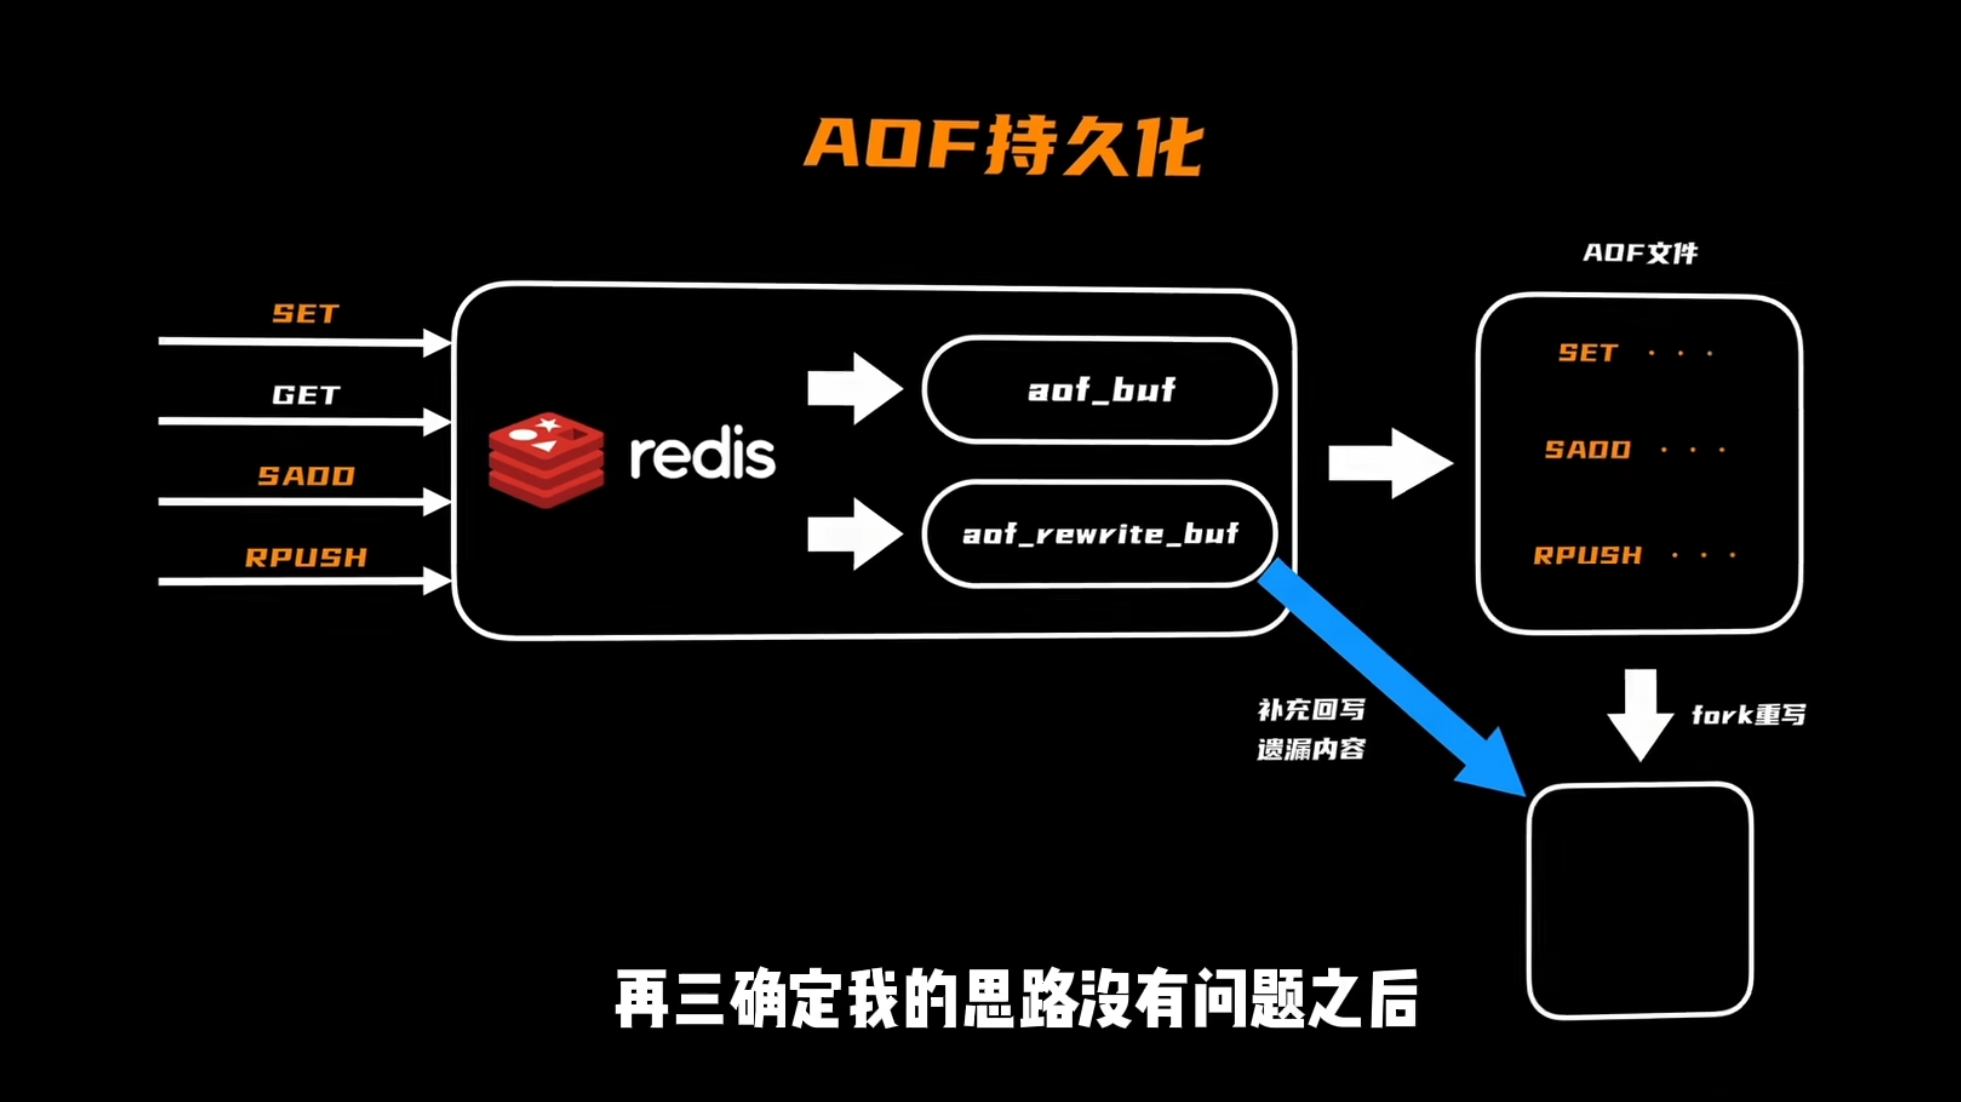 AOF持久化
AOF文件
SET
GET
SADD
RPUSH
redis
aof_buf
aof_rewrite_buf
SET ···
SADD ···
RPUSH ···
补充回写
遗漏内容
fork重写
再三确定我的思路没有问题之后